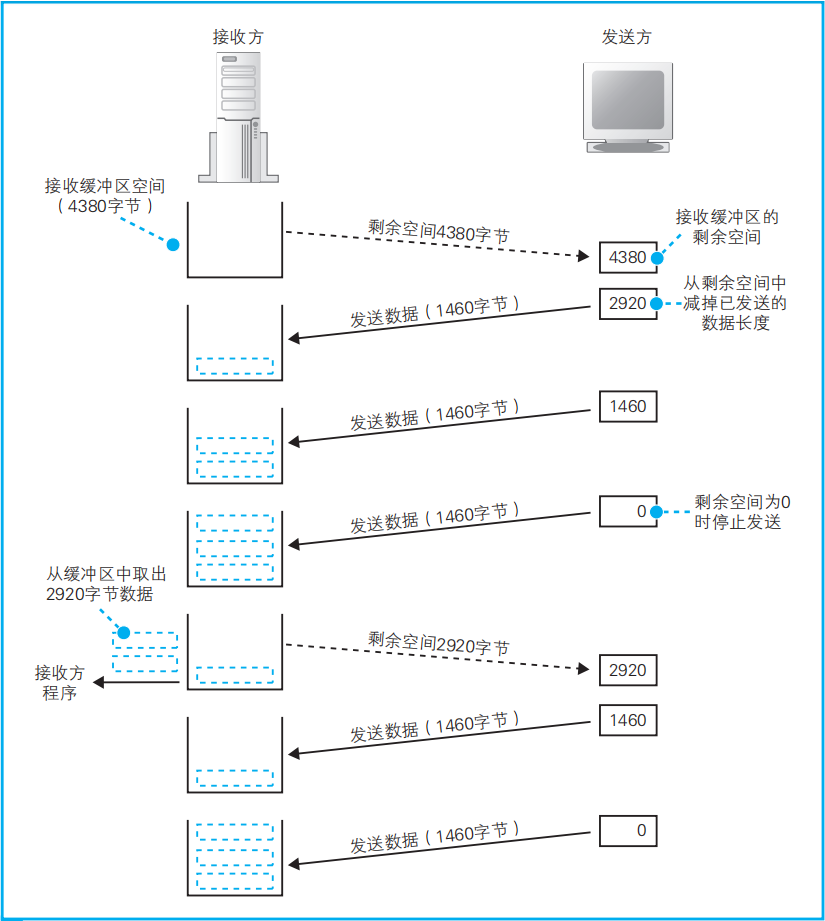 接收方
发送方
接收缓冲区空间
（4380字节）
剩余空间4380字节
接收缓冲区的
剩余空间
4380
发送数据（1460字节）
2920
从剩余空间中
减掉已发送的
数据长度
发送数据（1460字节）
1460
发送数据（1460字节）
0
剩余空间为0
时停止发送
从缓冲区中取出
2920字节数据
剩余空间2920字节
2920
接收方
程序
发送数据（1460字节）
1460
发送数据（1460字节）
0